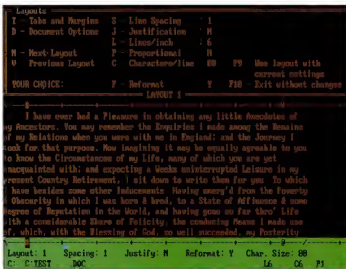 Layouts
T - Tabs and Margins S - Line Spacing : 1
D - Document Options J - Justification : N
L - Lines/inch : 6
N - Next Layout P - Proportional : N
V Previous Layout C Characters/line 80 F9 Use layout with
current settings
YOUR CHOICE: F - Reformat F10 - Exit without changes
LAYOUT 1
I have ever had a Pleasure in obtaining any little Anecdotes of
my Ancestors. You may remember the Enquiries I made among the Remains
of my Relations when you were with me in England; and the Journey I
took for that purpose. Now imagining it may be equally agreeable to you
to know the Circumstances of my Life, many of which you are yet
unacquainted with; and expecting a Weeks uninterrupted Leisure in my
present Country Retirement, I sit down to write them for you. To which
I have besides some other Inducements. Having emerg'd from the Poverty
& Obscurity in which I was born & bred, to a State of Affluence & some
Degree of Reputation in the World, and having gone so far thro' Life
with a considerable Share of Felicity, the conducting Means I made use
of, which, with the Blessing of God, so well succeeded, my Posterity
Layout: 1 Spacing: 1 Justify: N Reformat: Y Char. Size: 80
C: C:TEST .DOC L6 C6 P1